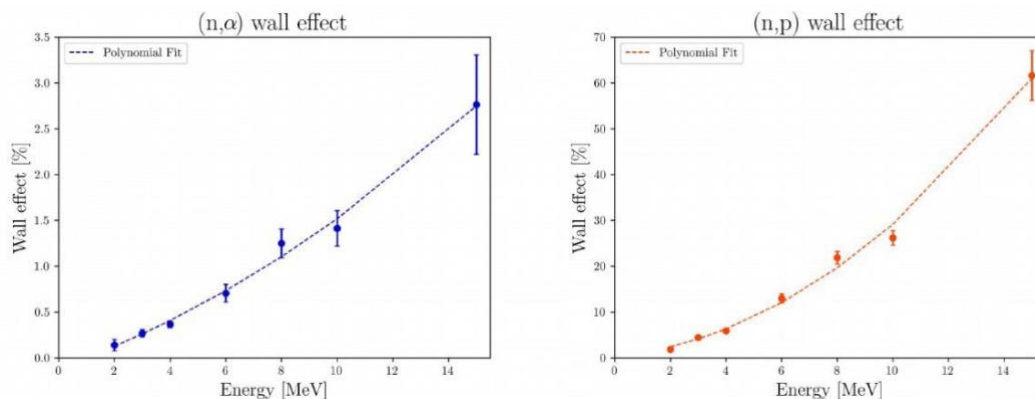 (n,α) wall effect
Polynomial Fit
Wall effect [%]
3.5
3.0
2.5
2.0
1.5
1.0
0.5
0.0
0 2 4 6 8 10 12 14
Energy [MeV]
(n,p) wall effect
Polynomial Fit
Wall effect [%]
70
60
50
40
30
20
10
0
0 2 4 6 8 10 12 14
Energy [MeV]